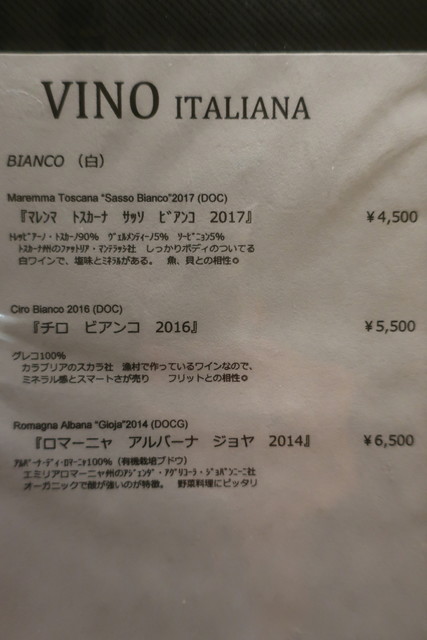 VINO ITALIANA
BIANCO （白）
Maremma Toscana "Sasso Bianco"2017 (DOC)
『ﾏﾚﾝﾏ ﾄｽｶｰﾅ ｻｯｿ ﾋﾞｱﾝｺ 2017』 ￥4,500
ﾄﾚｯﾋﾞｱｰﾉ・ﾄｽｶｰﾉ90% ｳﾞｪﾙﾒﾝﾃｨｰﾉ5% ｿｰﾋﾞﾆｮﾝ5%
ﾄｽｶｰﾅ州のﾌｧｯﾄﾘｱ・ﾏﾝﾃﾗｯｼ社 しっかりボディのついてる
白ワインで、塩味とﾐﾈﾗﾙがある。 魚、貝との相性◎
Ciro Bianco 2016 (DOC)
『チロ ビアンコ 2016』 ￥5,500
グレコ100%
カラブリアのスカラ社 漁村で作っているワインなので、
ミネラル感とスマートさが売り フリットとの相性◎
Romagna Albana "Gioja"2014 (DOCG)
『ロマーニャ アルバーナ ジョヤ 2014』 ￥6,500
ｱﾙﾊﾞｰﾅ･ﾃﾞｨ･ﾛﾏｰﾆｬ100%（有機栽培ブドウ）
エミリアロマーニャ州のｱｼﾞｪﾝﾀﾞ・ｱｸﾞﾘｺｰﾗ・ｼﾞｮﾊﾞﾝﾆｰﾆ社
オーガニックで酸が強いのが特徴。 野菜料理にピッタリ